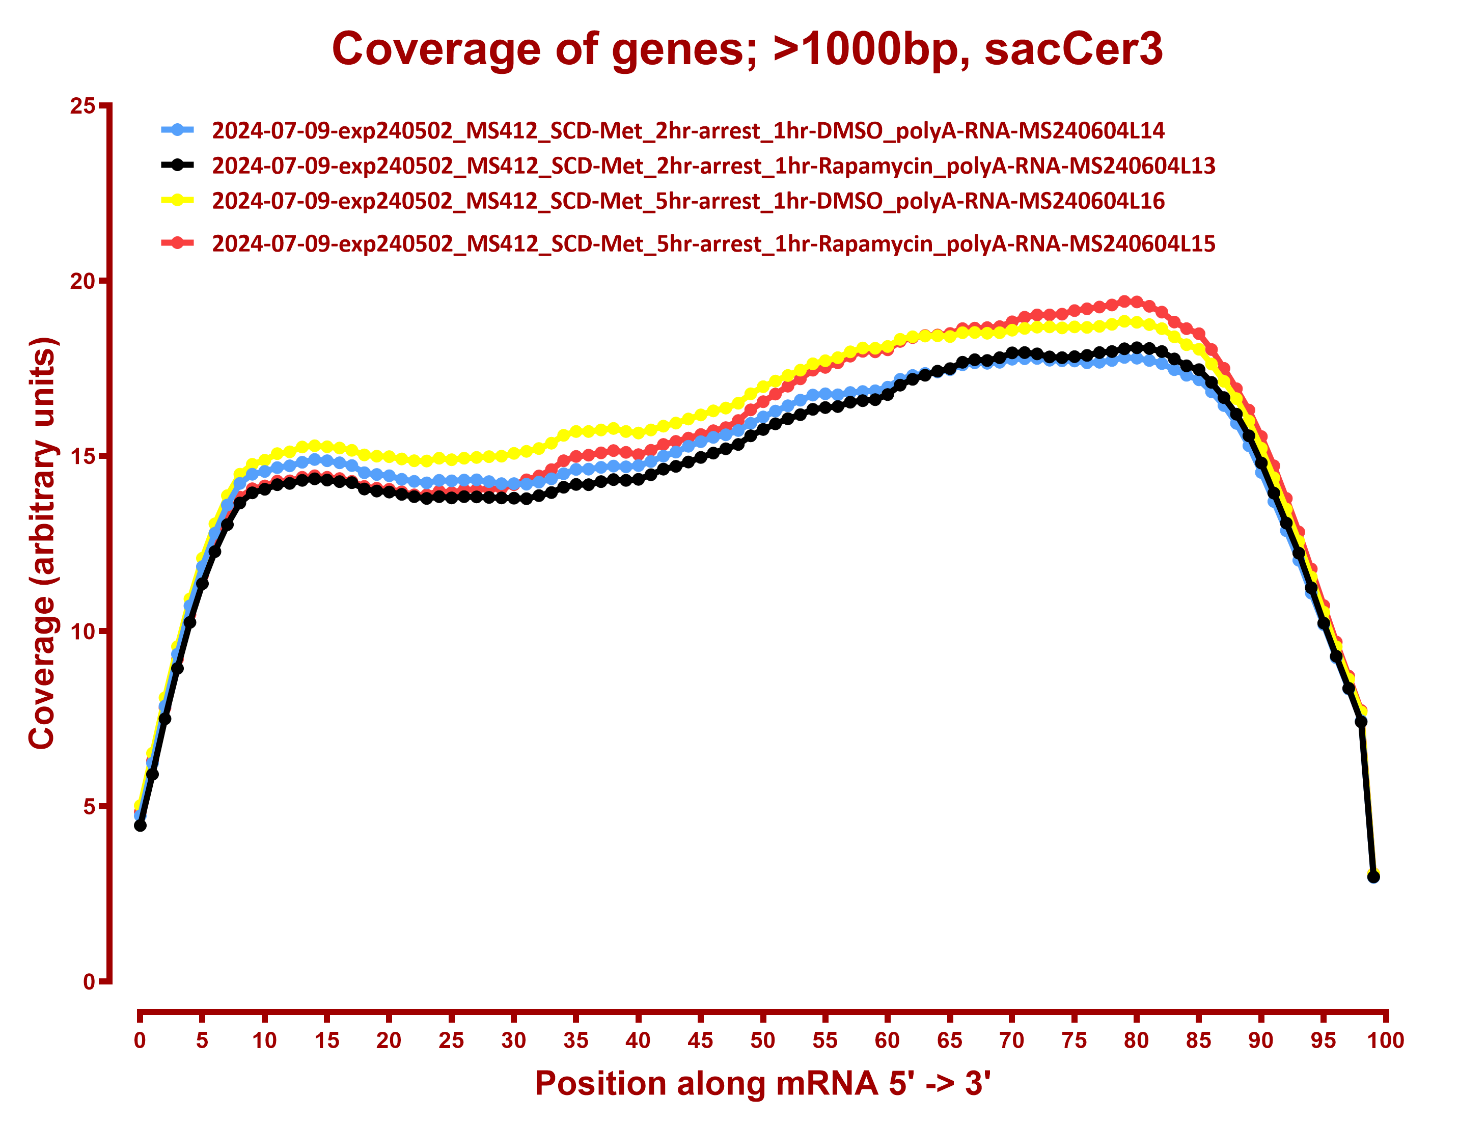 Coverage of genes; >1000bp, sacCer3
25
2024-07-09-exp240502_MS412_SCD-Met_2hr-arrest_1hr-DMSO_polyA-RNA-MS240604L14
2024-07-09-exp240502_MS412_SCD-Met_2hr-arrest_1hr-Rapamycin_polyA-RNA-MS240604L13
2024-07-09-exp240502_MS412_SCD-Met_5hr-arrest_1hr-DMSO_polyA-RNA-MS240604L16
2024-07-09-exp240502_MS412_SCD-Met_5hr-arrest_1hr-Rapamycin_polyA-RNA-MS240604L15
20
15
10
5
0
Coverage (arbitrary units)
0 5 10 15 20 25 30 35 40 45 50 55 60 65 70 75 80 85 90 95 100
Position along mRNA 5' -> 3'